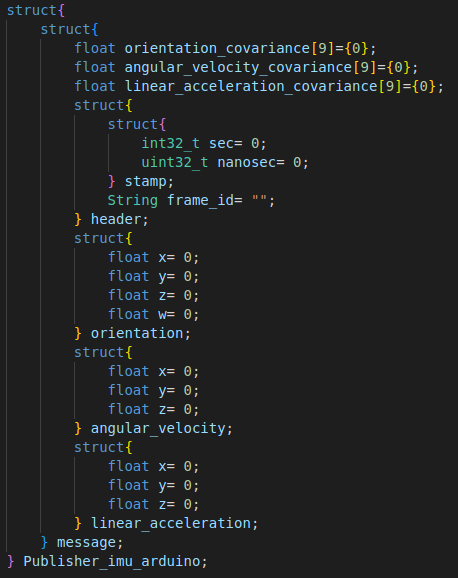 struct{
    struct{
        float orientation_covariance[9]={0};
        float angular_velocity_covariance[9]={0};
        float linear_acceleration_covariance[9]={0};
        struct{
            struct{
                int32_t sec= 0;
                uint32_t nanosec= 0;
            } stamp;
            String frame_id= "";
        } header;
        struct{
            float x= 0;
            float y= 0;
            float z= 0;
            float w= 0;
        } orientation;
        struct{
            float x= 0;
            float y= 0;
            float z= 0;
        } angular_velocity;
        struct{
            float x= 0;
            float y= 0;
            float z= 0;
        } linear_acceleration;
    } message;
} Publisher_imu_arduino;